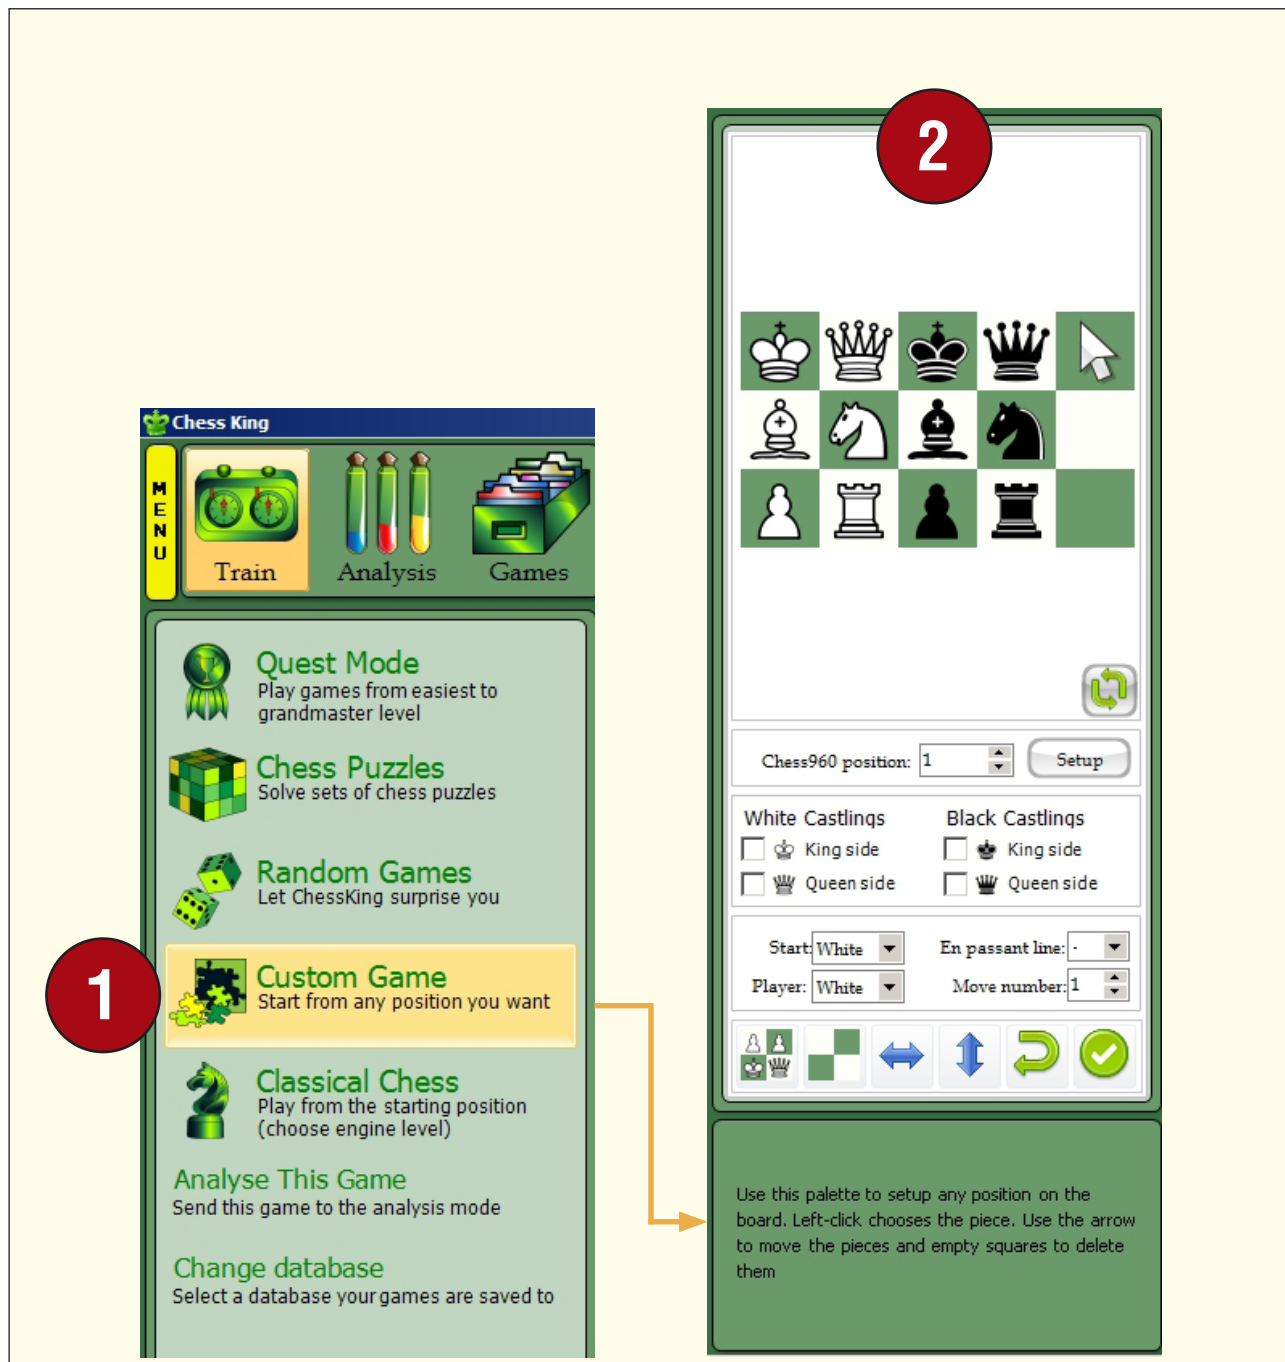 Chess King
MENU
Train
Analysis
Games
Quest Mode
Play games from easiest to
grandmaster level
Chess Puzzles
Solve sets of chess puzzles
Random Games
Let ChessKing surprise you
1
Custom Game
Start from any position you want
Classical Chess
Play from the starting position
(choose engine level)
Analyse This Game
Send this game to the analysis mode
Change database
Select a database your games are saved to
2
Chess960 position: 1
Setup
White Castlings
Black Castlings
King side
King side
Queen side
Queen side
Start: White
En passant line: -
Player: White
Move number: 1
Use this palette to setup any position on the
board. Left-click chooses the piece. Use the arrow
to move the pieces and empty squares to delete
them